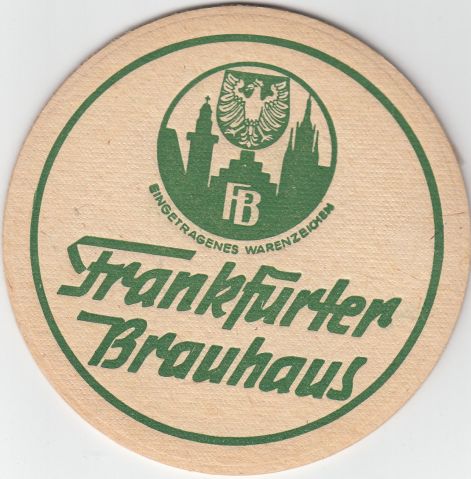 FB
EINGETRAGENES WARENZEICHEN
Frankfurter
Brauhaus